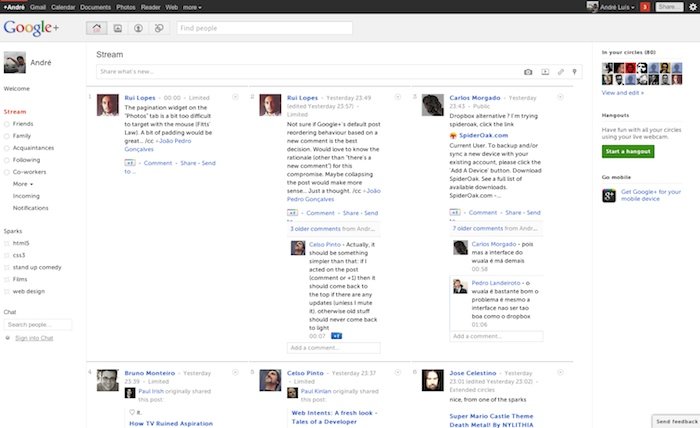 +André Gmail Calendar Documents Photos Reader Web more
André Luís 3 Share...
Google+
Find people
André
Welcome
Stream
Friends
Family
Acquaintances
Following
Co-workers
More
Incoming
Notifications
Sparks
html5
css3
stand up comedy
Films
web design
Chat
Search people...
Sign into Chat
Stream
Share what's new...
1 Rui Lopes - 00:00 - Limited
The pagination widget on the
"Photos" tab is a bit too difficult
to target with the mouse (Fitts'
Law). A bit of padding would be
great... /cc +João Pedro
Gonçalves
+1 - Comment - Share - Send
to ...
2 Rui Lopes - Yesterday 23:49
(edited Yesterday 23:57) -
Limited
Not sure if Google+'s default post
reordering behaviour based on a
new comment is the best
decision. Would love to know the
rationale (other than "there's a
new comment") for this
compromise. Maybe collapsing
the post would make more
sense... Just a thought. /cc +João
Pedro Gonçalves
+1 - Comment - Share - Send
to ...
3 older comments from Andr...
Celso Pinto - Actually, it
should be something
simpler than that: if I
acted on the post
(comment or +1) then it
should come back to
the top if there are any
updates (unless I mute
it). otherwise old stuff
should never come back
to light
00:07 +1
Add a comment...
3 Carlos Morgado - Yesterday
23:43 - Public
Dropbox alternative ? I'm trying
spideroak, click the link
SpiderOak.com
Current User. To backup and/or
sync a new device with your
existing account, please click the
'Add A Device' button. Download
SpiderOak. See a full list of
available downloads.
SpiderOak.com -...
+1 - Comment - Share - Send
to ...
7 older comments from Andr...
Carlos Morgado - pois
mas a interface do
wuala é má demais
00:58
Pedro Landeroto - o
wuala é bastante bom o
problema é mesmo a
interface nao ser tao
boa como o dropbox
01:06
Add a comment...
4 Bruno Monteiro - Yesterday
23:39 - Limited
Paul Irish originally shared
this post:
♡ it.
How TV Ruined Aspiration
5 Celso Pinto - Yesterday 23:37
- Limited
Paul Kinlan originally shared
this post:
Web Intents: A fresh look -
Tales of a Developer
6 Jose Celestino - Yesterday
23:01 (edited Yesterday 23:02) -
Extended circles
nice, from one of the sparks
Super Mario Castle Theme
Death Metal! By NYLITHIA
In your circles (80)
View and edit »
Hangouts
Have fun with all your circles
using your live webcam.
Start a hangout
Go mobile
Get Google+ for your
mobile device
Send feedback